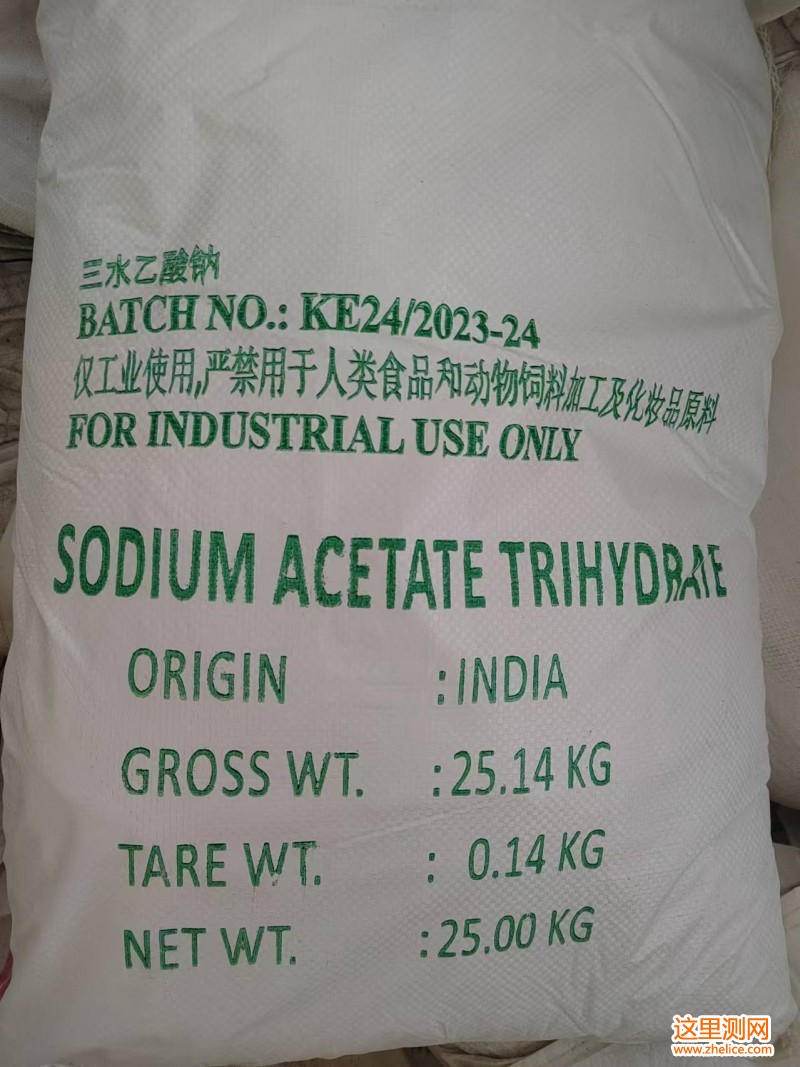 三水乙酸钠
BATCH NO.: KE24/2023-24
仅工业使用,严禁用于人类食品和动物饲料加工及化妆品原料
FOR INDUSTRIAL USE ONLY
SODIUM ACETATE TRIHYDRATE
ORIGIN : INDIA
GROSS WT. : 25.14 KG
TARE WT. : 0.14 KG
NET WT. : 25.00 KG
这里测网
www.zhelice.com